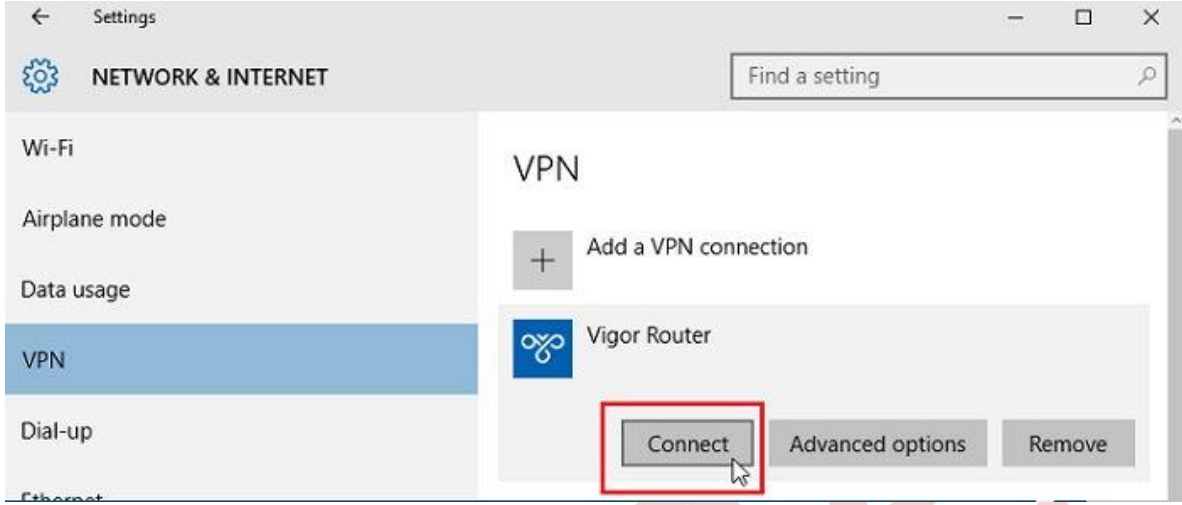 Settings
NETWORK & INTERNET
Find a setting
Wi-Fi
Airplane mode
Data usage
VPN
Dial-up
Ethernet
VPN
Add a VPN connection
Vigor Router
Connect
Advanced options
Remove